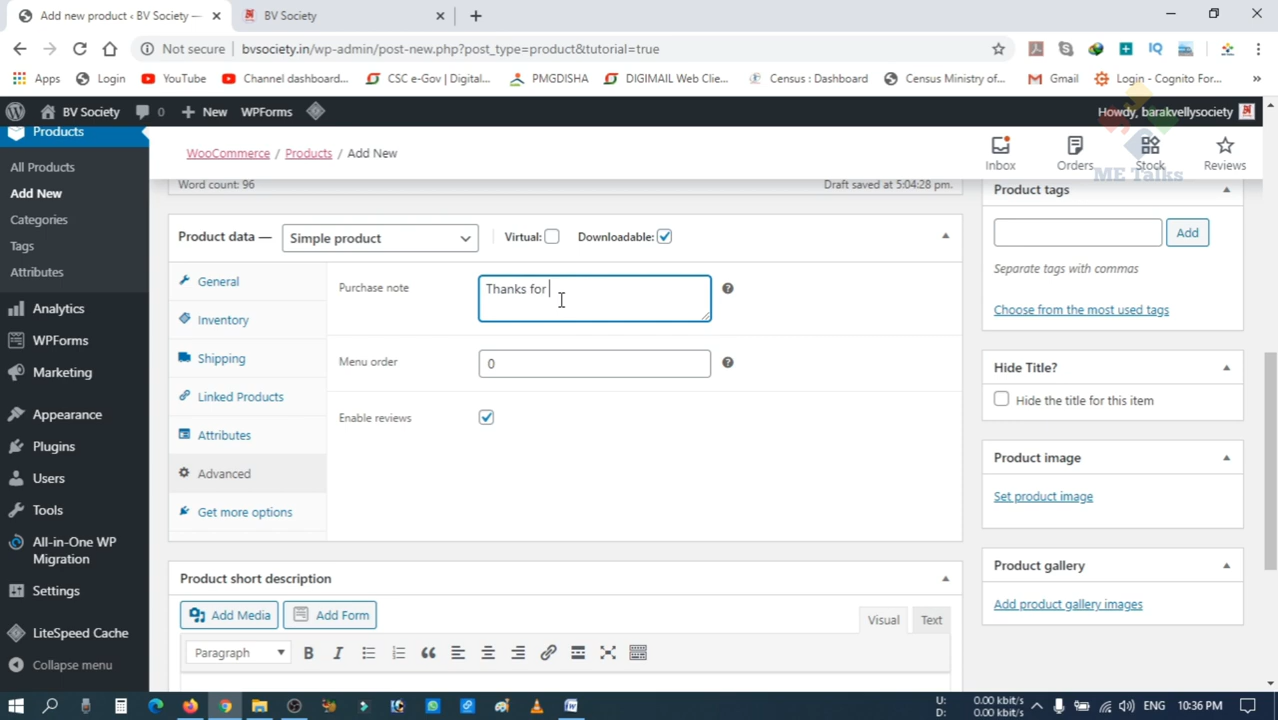 Add new product ‹ BV Society —
BV Society
Not secure
bvsociety.in/wp-admin/post-new.php?post_type=product&tutorial=true
Apps
Login
YouTube
Channel dashboard...
CSC e-Gov | Digital...
PMGDISHA
DIGIMAIL Web Clie...
Census : Dashboard
Census Ministry of...
Gmail
Login - Cognito For...
BV Society
0
New
WPForms
Howdy, barakvellysociety
Products
All Products
Add New
Categories
Tags
Attributes
Analytics
WPForms
Marketing
Appearance
Plugins
Users
Tools
All-in-One WP
Migration
Settings
LiteSpeed Cache
Collapse menu
WooCommerce / Products / Add New
Inbox
Orders
Stock
Reviews
ME Talks
Word count: 96
Draft saved at 5:04:28 pm.
Product data —
Simple product
Virtual:
Downloadable:
General
Inventory
Shipping
Linked Products
Attributes
Advanced
Get more options
Purchase note
Thanks for
Menu order
0
Enable reviews
Product short description
Add Media
Add Form
Visual
Text
Paragraph
B
I
Product tags
Add
Separate tags with commas
Choose from the most used tags
Hide Title?
Hide the title for this item
Product image
Set product image
Product gallery
Add product gallery images
U: 0.00 kbit/s
D: 0.00 kbit/s
ENG
10:36 PM